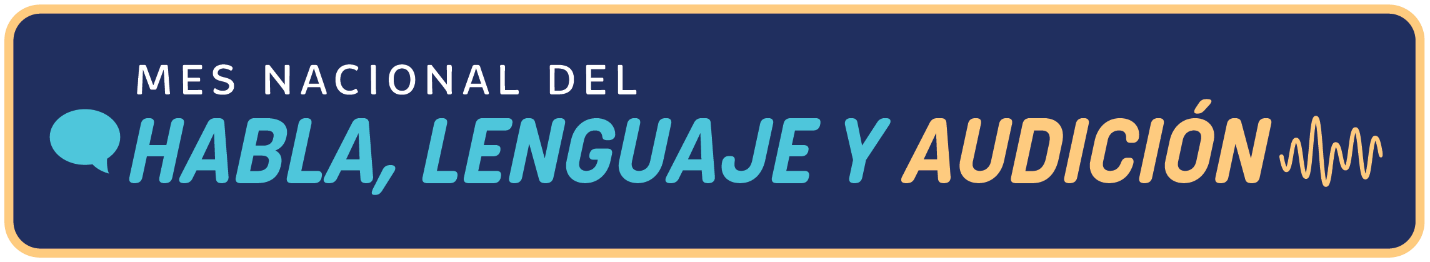 MES NACIONAL DEL
HABLA, LENGUAJE Y AUDICIÓN